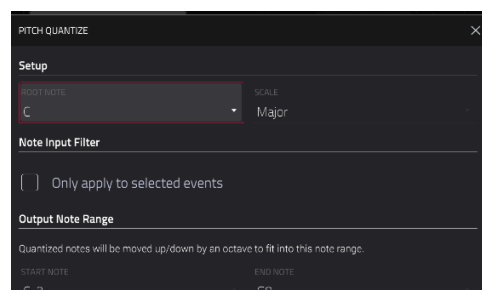 PITCH QUANTIZE
Setup
ROOT NOTE SCALE
C Major
Note Input Filter
Only apply to selected events
Output Note Range
Quantized notes will be moved up/down by an octave to fit into this note range.
START NOTE END NOTE